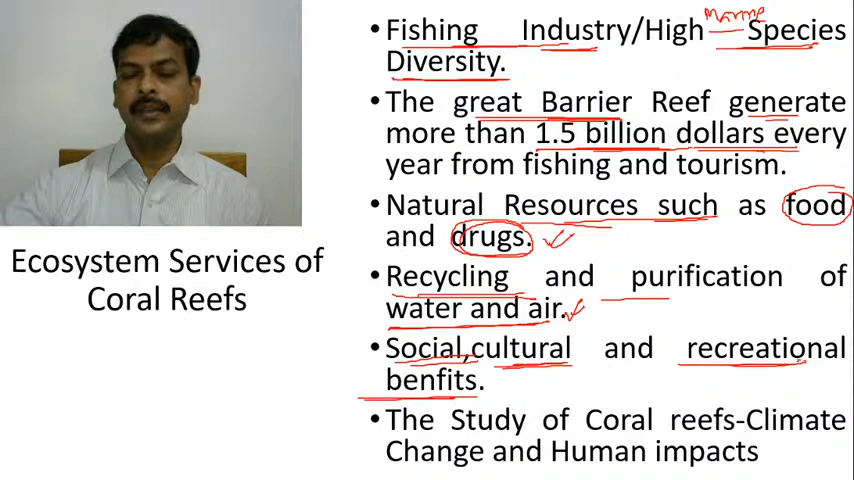 Marine
• Fishing Industry/High Species
Diversity.
• The great Barrier Reef generate
more than 1.5 billion dollars every
year from fishing and tourism.
• Natural Resources such as food
and drugs.
• Recycling and purification of
water and air.
• Social,cultural and recreational
benfits.
• The Study of Coral reefs-Climate
Change and Human impacts
Ecosystem Services of
Coral Reefs